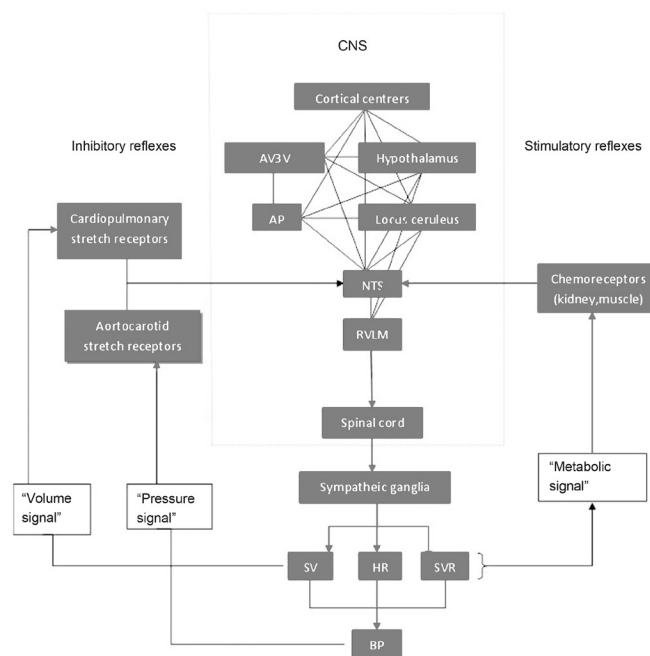 CNS
Cortical centrers
Inhibitory reflexes
Stimulatory reflexes
AV3V
Hypothalamus
AP
Locus ceruleus
Cardiopulmonary
stretch receptors
NTS
Chemoreceptors
(kidney,muscle)
Aortocarotid
stretch receptors
RVLM
Spinal cord
"Volume
signal"
"Pressure
signal"
"Metabolic
signal"
Sympatheic ganglia
SV
HR
SVR
BP